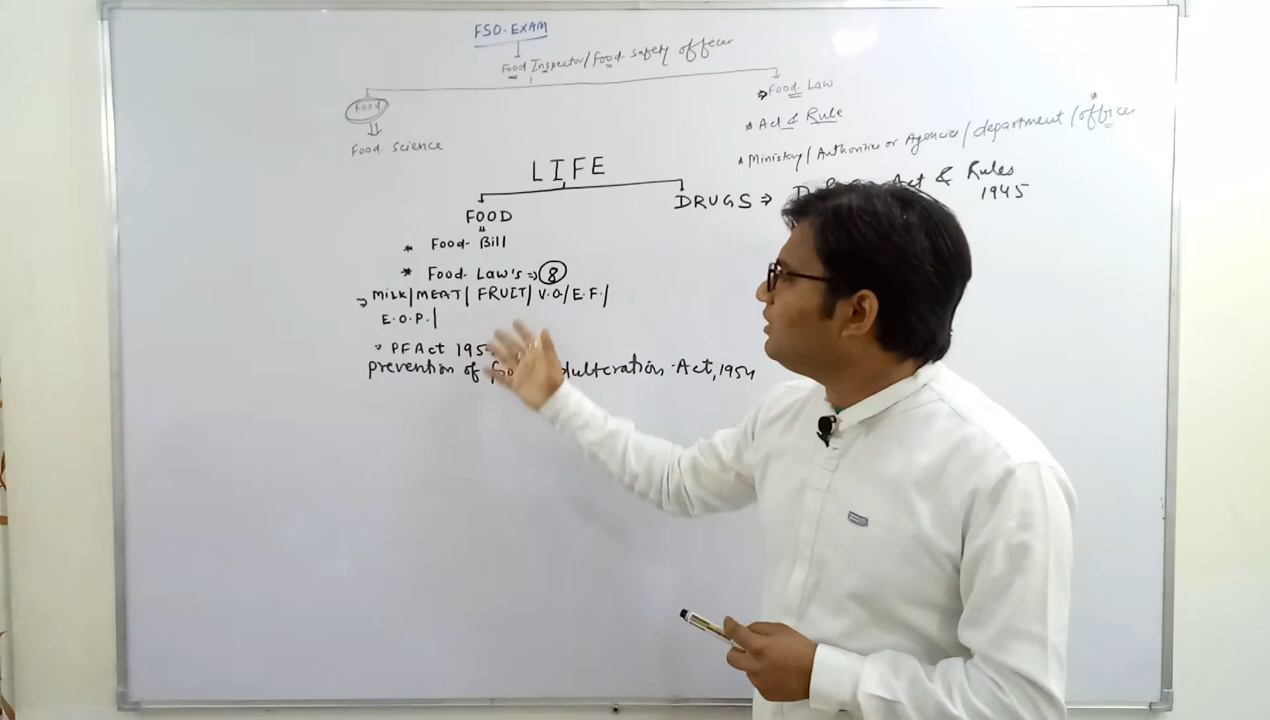 FSO. EXAM
Food Inspector/Food safety officer
Food
Food Science
⇒ Food Law
* Act & Rule
* Ministry/Authorities or Agencies/department/office
LIFE
FOOD
DRUGS ⇒ Act & Rules
1945
* Food Bill
* Food Law's ⇒ 8
⇒ MILK/MEAT/ FRUIT/ V.O/ E.F./
E.O.P./
PFAct 195
prevention of Adulteration Act, 1954